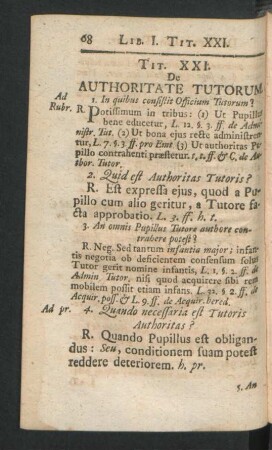 68 LIB. I. TIT. XXI.
TIT. XXI.
De
AUTHORITATE TUTORUM
Ad Rubr.
1. In quibus consistit Officium Tutorum?
R. Potissimum in tribus: (1) Ut Pupillus
bene educetur, L. 12. §. 3. ff. de Admi-
nistr. Tut. (2) Ut bona ejus recte administren-
tur, L. 7. §. 3 ff. pro Emt (3) Ut authoritas Pu-
pillo contrahenti præstetur. t. t. ff. & C. de Au-
thor. Tutor.
2. Quid est Authoritas Tutoris?
R. Est expressa ejus, quod a Pu-
pillo cum alio geritur, a Tutore fa-
cta approbatio. L. 3. ff. h. t.
3. An omnis Pupillus Tutore authore con-
trahere potest?
R. Neg. Sed tantum infantia major; infan-
tis negotia ob deficientem consensum solus
Tutor gerit nomine infantis, L. 1. §. 2. ff. de
Admin. Tutor. nisi quod acquirere sibi rem
mobilem possit etiam infans. L. 32. §. 2. ff. de
Acquir. poss. & L. 9. ff. de Acquir. hered.
Ad pr. 4. Quando necessaria est Tutoris
Authoritas?
R. Quando Pupillus est obligan-
dus: Seu, conditionem suam potest
reddere deteriorem. h. pr.
5. An